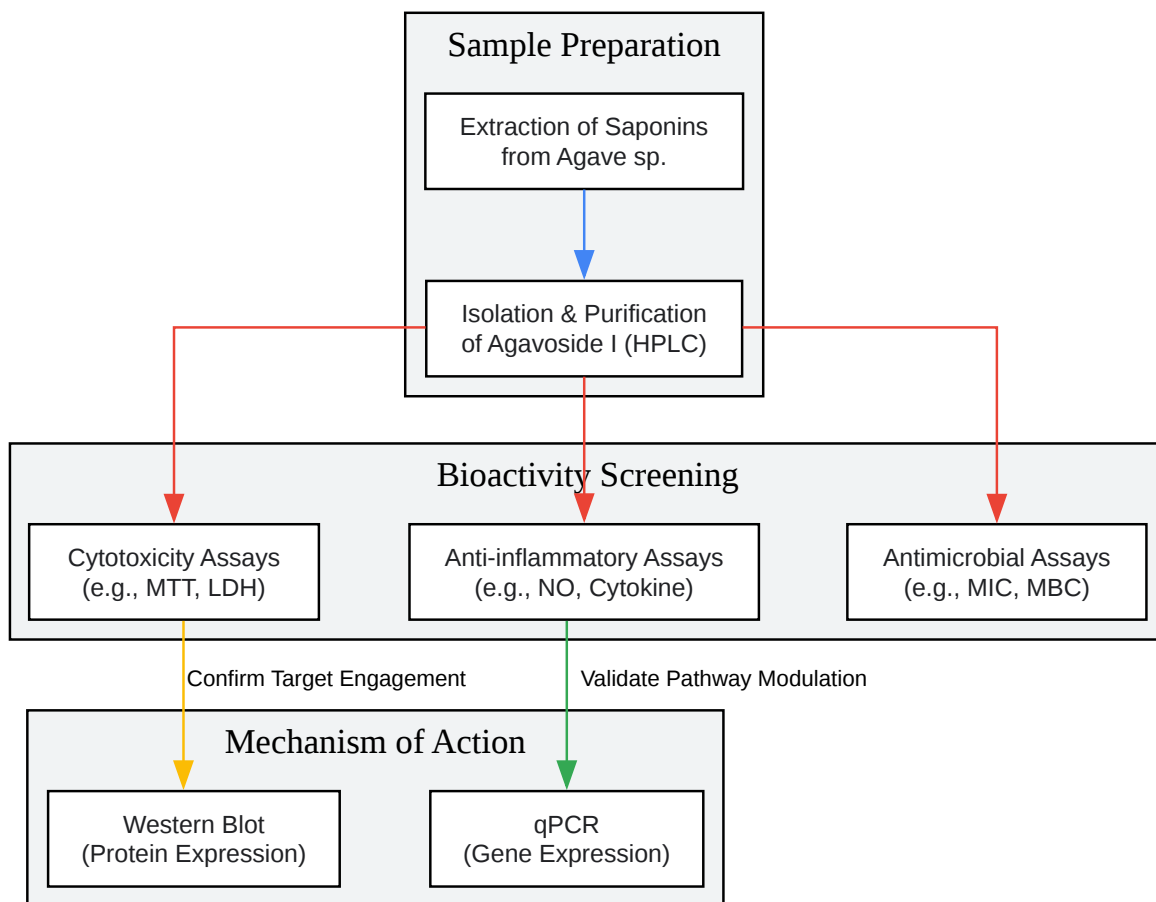 Sample Preparation
Extraction of Saponins
from Agave sp.
Isolation & Purification
of Agavoside I (HPLC)
Bioactivity Screening
Cytotoxicity Assays
(e.g., MTT, LDH)
Anti-inflammatory Assays
(e.g., NO, Cytokine)
Antimicrobial Assays
(e.g., MIC, MBC)
Confirm Target Engagement
Validate Pathway Modulation
Mechanism of Action
Western Blot
(Protein Expression)
qPCR
(Gene Expression)